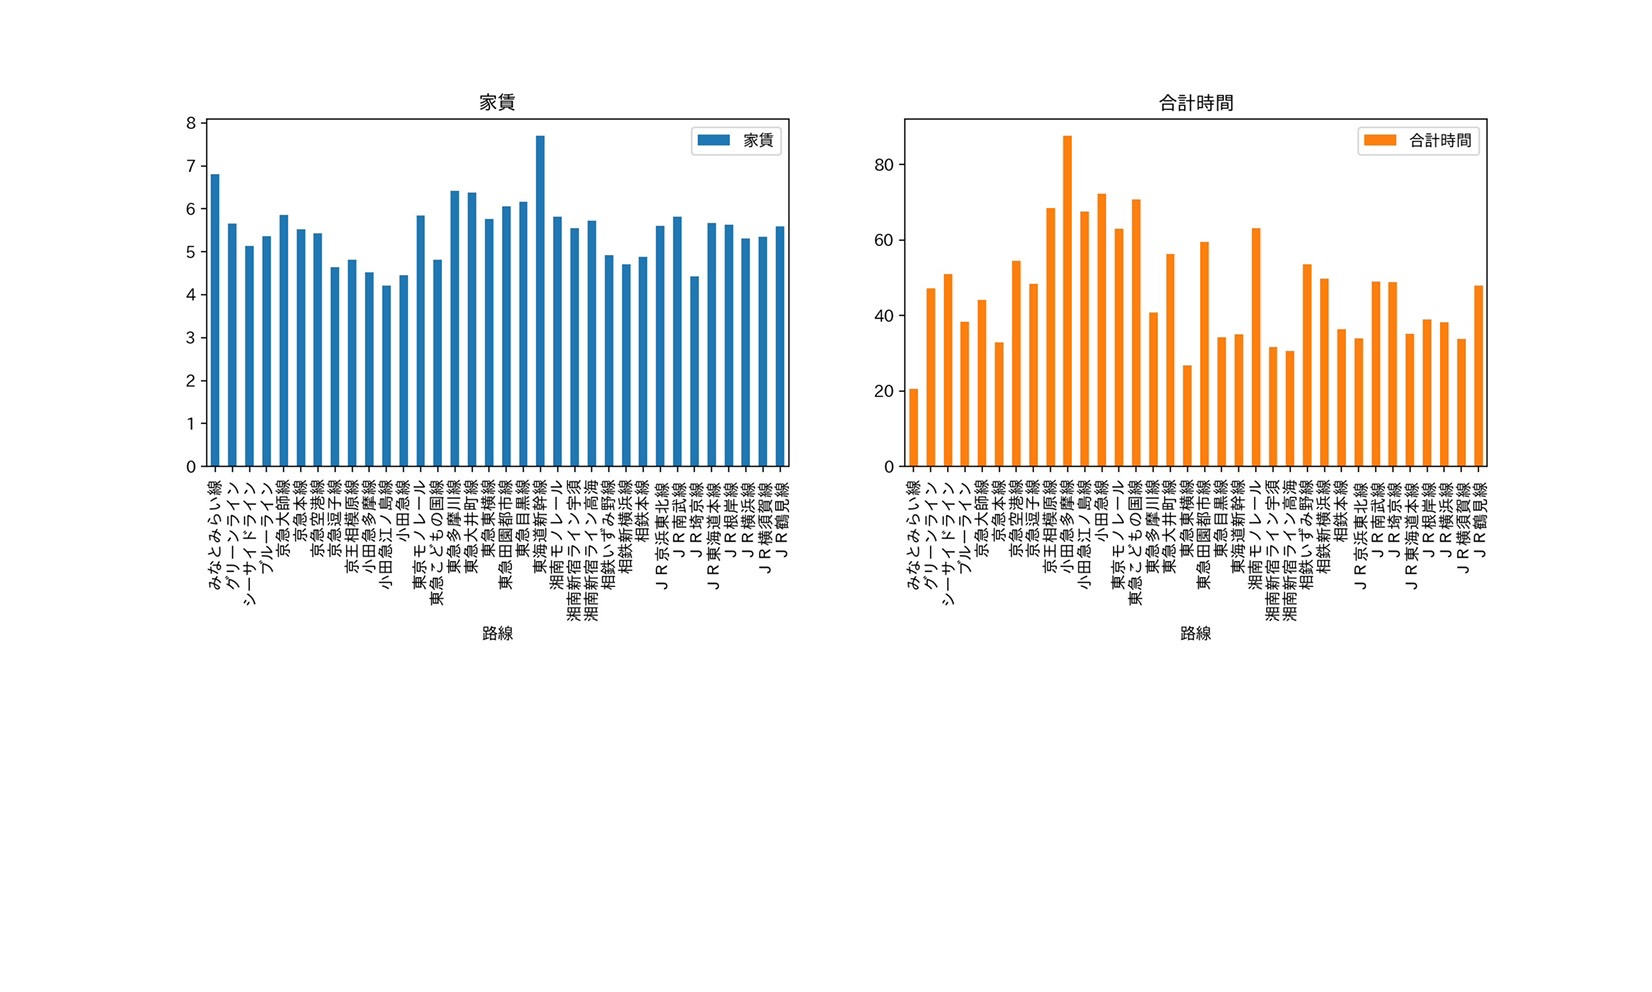 家賃
8
7
6
5
4
3
2
1
0
家賃
みなとみらい線
グリーンライン
シーサイドライン
ブルーライン
京急大師線
京急本線
京急空港線
京急逗子線
京王相模原線
小田急多摩線
小田急江ノ島線
小田急線
東京モノレール
東急こどもの国線
東急多摩川線
東急大井町線
東急東横線
東急田園都市線
東急目黒線
東海道新幹線
湘南モノレール
湘南新宿ライン宇須
湘南新宿ライン高海
相鉄いずみ野線
相鉄新横浜線
相鉄本線
ＪＲ京浜東北線
ＪＲ南武線
ＪＲ埼京線
ＪＲ東海道本線
ＪＲ根岸線
ＪＲ横浜線
ＪＲ横須賀線
ＪＲ鶴見線
路線
合計時間
80
60
40
20
0
合計時間
みなとみらい線
グリーンライン
シーサイドライン
ブルーライン
京急大師線
京急本線
京急空港線
京急逗子線
京王相模原線
小田急多摩線
小田急江ノ島線
小田急線
東京モノレール
東急こどもの国線
東急多摩川線
東急大井町線
東急東横線
東急田園都市線
東急目黒線
東海道新幹線
湘南モノレール
湘南新宿ライン宇須
湘南新宿ライン高海
相鉄いずみ野線
相鉄新横浜線
相鉄本線
ＪＲ京浜東北線
ＪＲ南武線
ＪＲ埼京線
ＪＲ東海道本線
ＪＲ根岸線
ＪＲ横浜線
ＪＲ横須賀線
ＪＲ鶴見線
路線